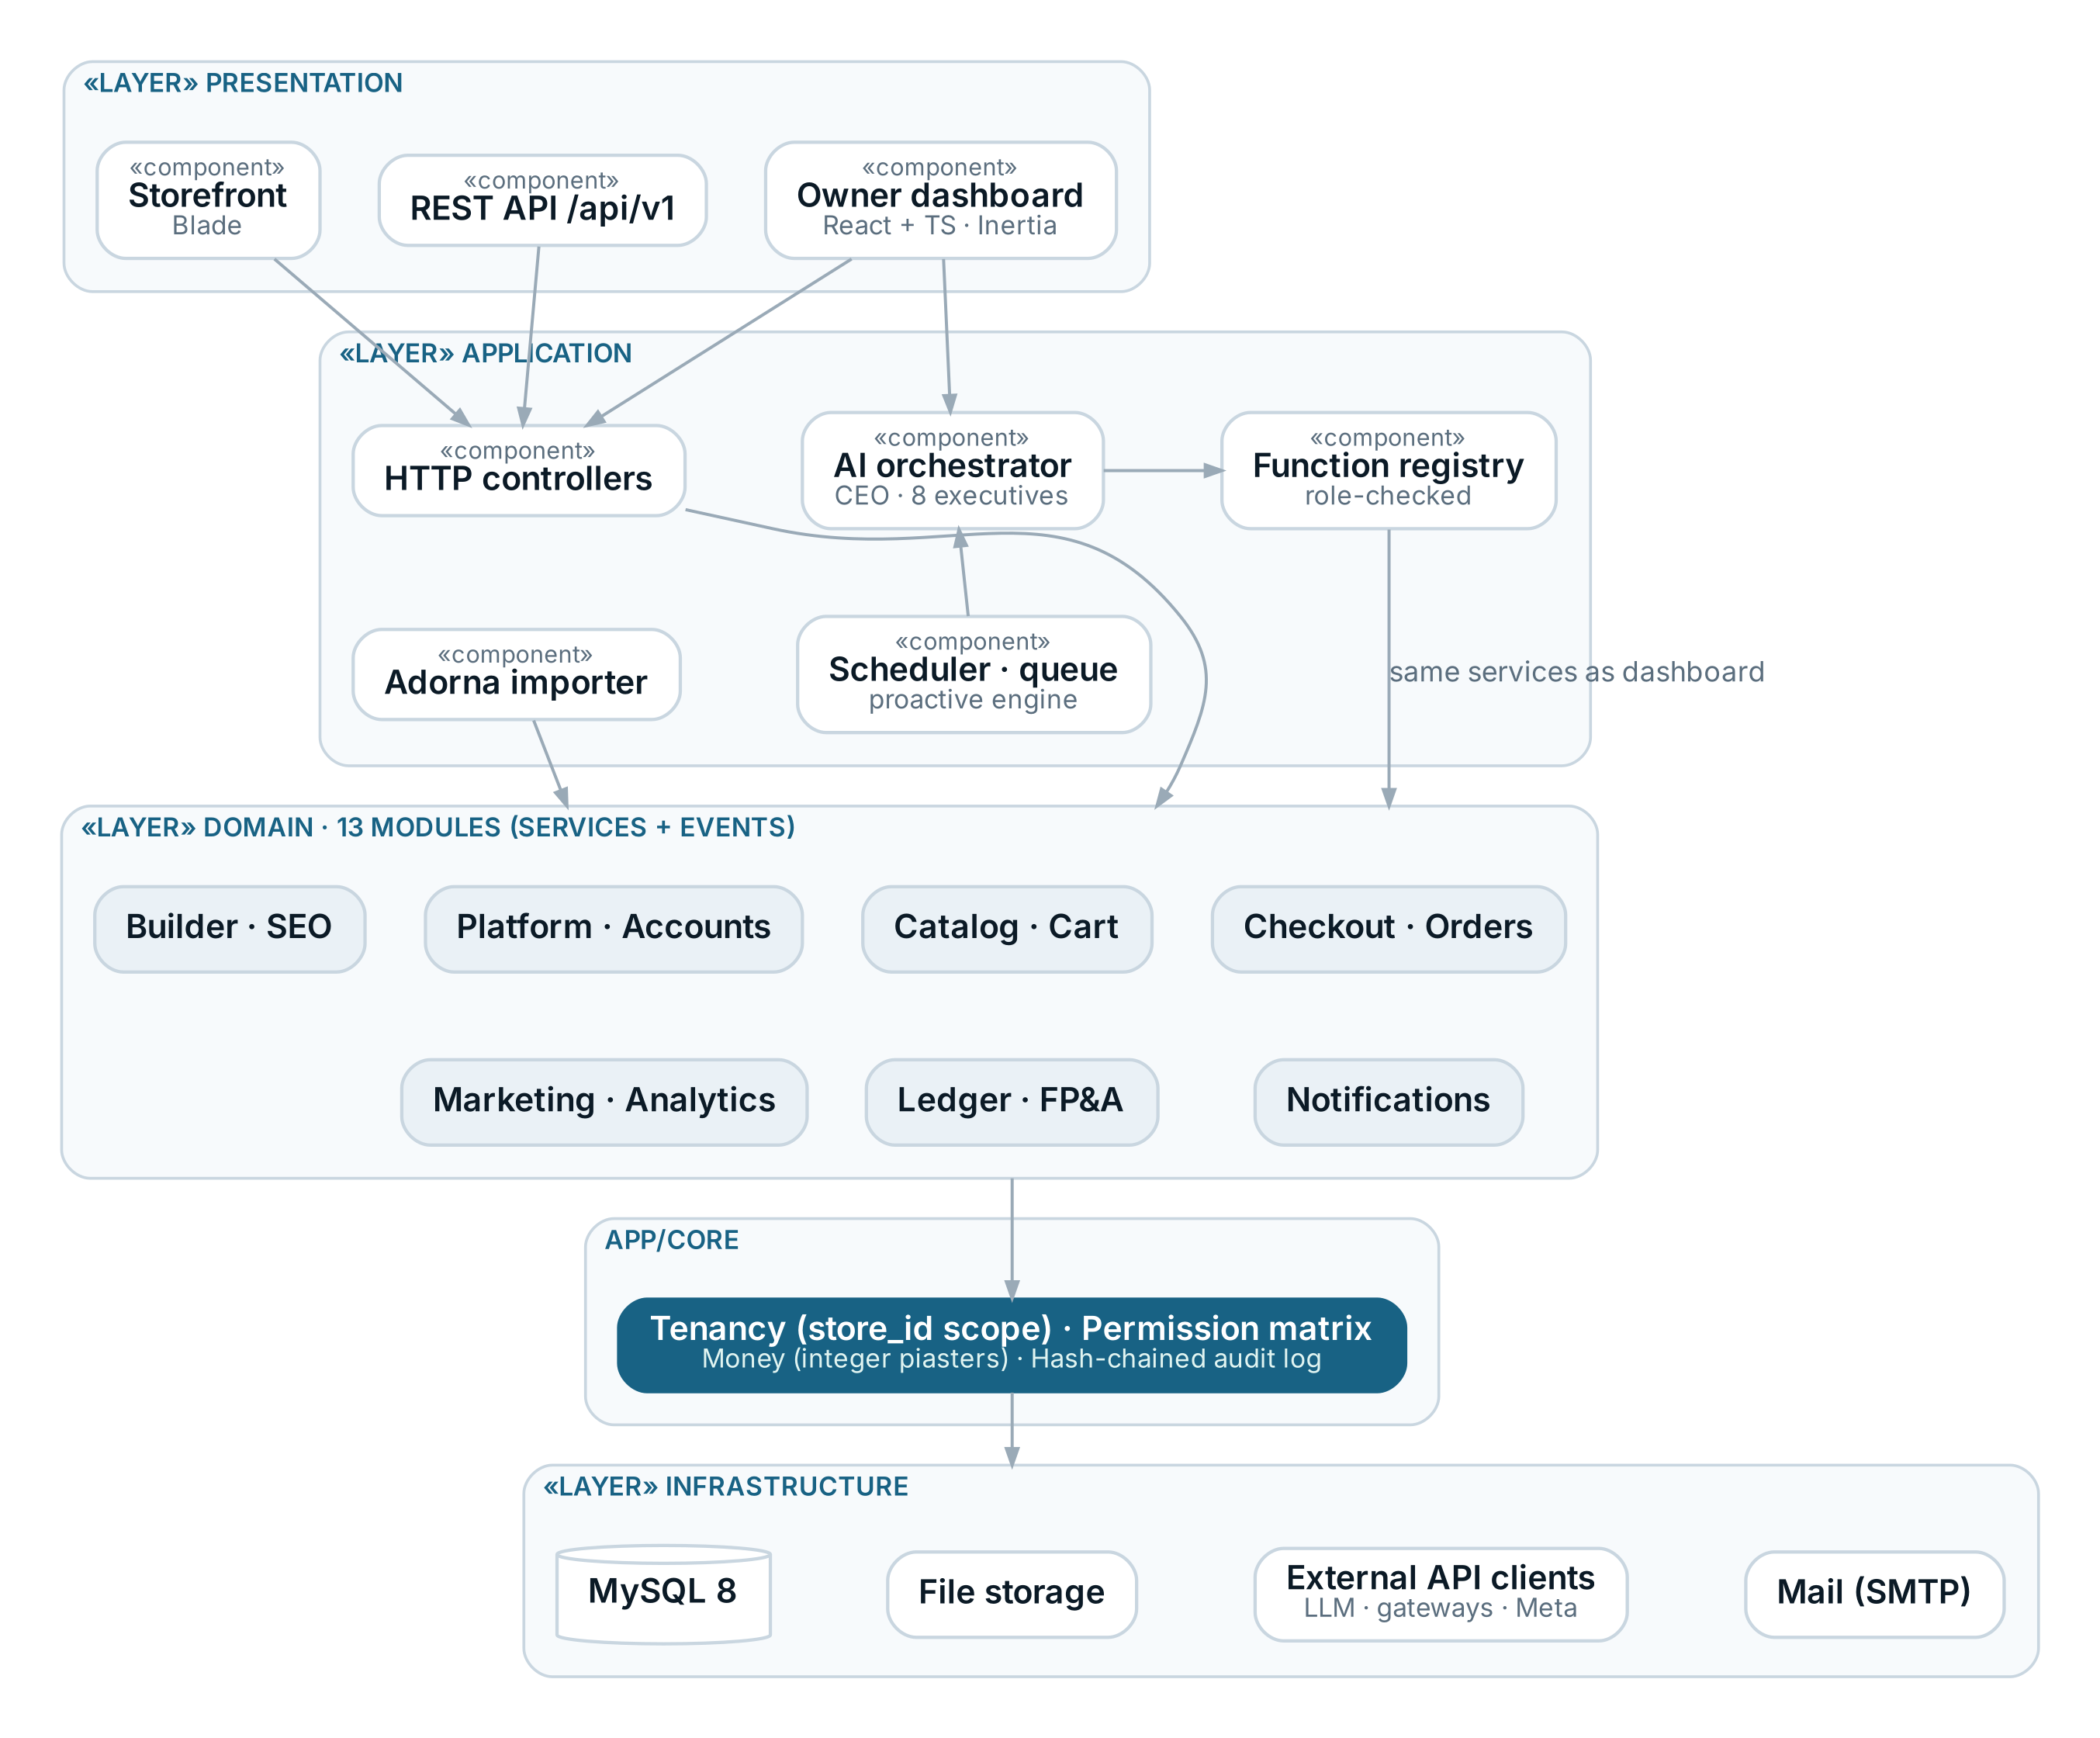 «LAYER» PRESENTATION
«component»
Storefront
Blade
«component»
REST API /api/v1
«component»
Owner dashboard
React + TS · Inertia
«LAYER» APPLICATION
«component»
HTTP controllers
«component»
AI orchestrator
CEO · 8 executives
«component»
Function registry
role-checked
«component»
Adorna importer
«component»
Scheduler · queue
proactive engine
same services as dashboard
«LAYER» DOMAIN · 13 MODULES (SERVICES + EVENTS)
Builder · SEO
Platform · Accounts
Catalog · Cart
Checkout · Orders
Marketing · Analytics
Ledger · FP&A
Notifications
APP/CORE
Tenancy (store_id scope) · Permission matrix
Money (integer piasters) · Hash-chained audit log
«LAYER» INFRASTRUCTURE
MySQL 8
File storage
External API clients
LLM · gateways · Meta
Mail (SMTP)